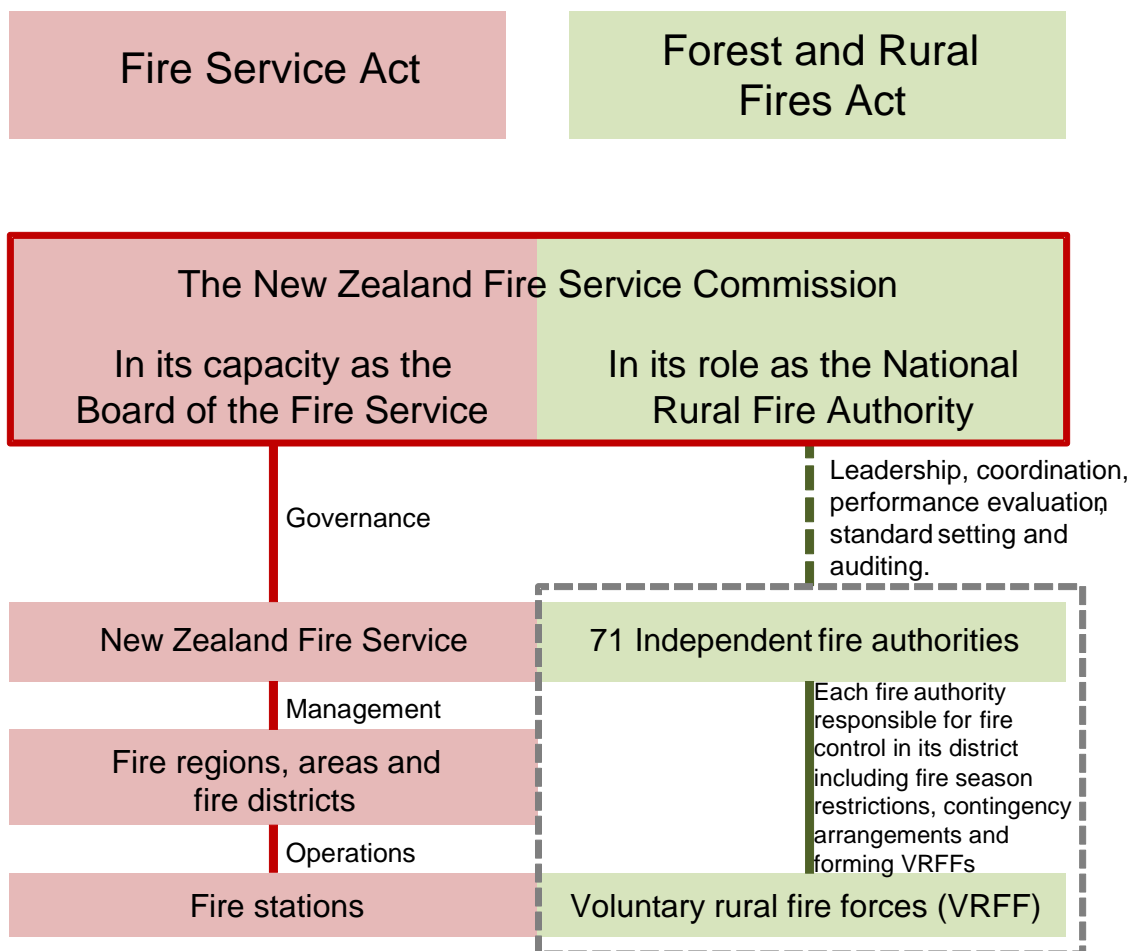 Fire Service Act
Forest and Rural
Fires Act
The New Zealand Fire Service Commission
In its capacity as the
Board of the Fire Service
In its role as the National
Rural Fire Authority
Governance
Leadership, coordination,
performance evaluation,
standard setting and
auditing.
New Zealand Fire Service
71 Independent fire authorities
Management
Each fire authority
responsible for fire
control in its district
including fire season
restrictions, contingency
arrangements and
forming VRFFs
Fire regions, areas and
fire districts
Operations
Fire stations
Voluntary rural fire forces (VRFF)